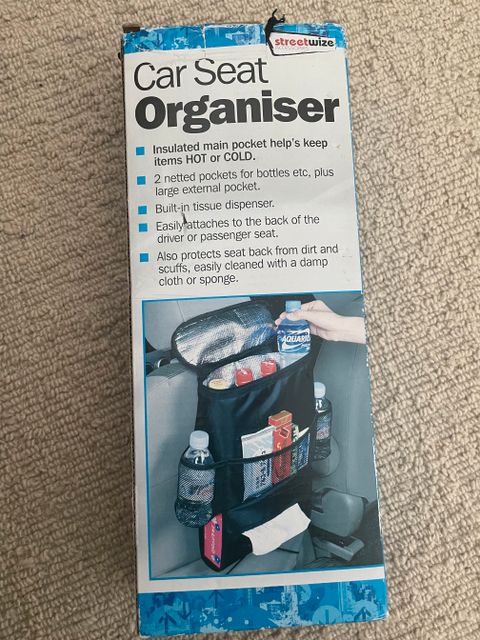 streetwize
Car Seat
Organiser
Insulated main pocket help's keep
items HOT or COLD.
2 netted pockets for bottles etc, plus
large external pocket.
Built-in tissue dispenser.
Easily attaches to the back of the
driver or passenger seat.
Also protects seat back from dirt and
scuffs, easily cleaned with a damp
cloth or sponge.
AQUARIUS